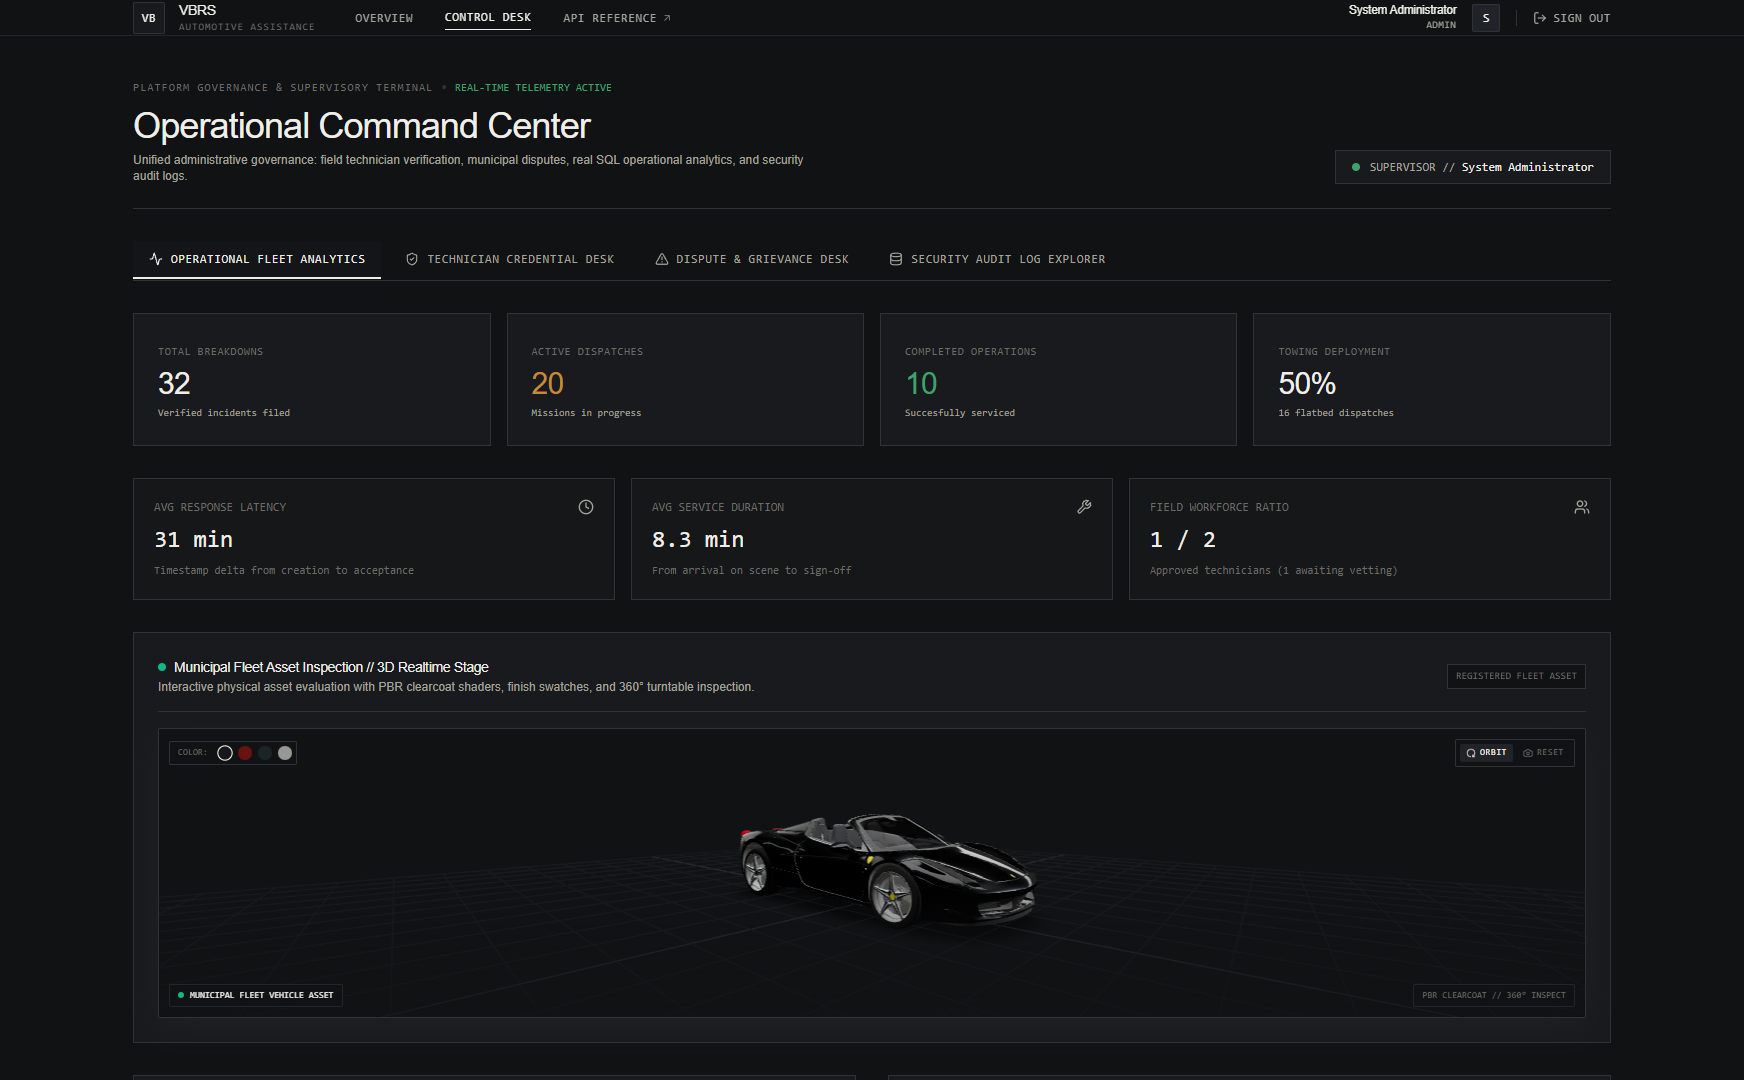 VB
VBRS
AUTOMOTIVE ASSISTANCE
OVERVIEW
CONTROL DESK
API REFERENCE ↗
System Administrator
ADMIN
S
SIGN OUT
PLATFORM GOVERNANCE & SUPERVISORY TERMINAL
REAL-TIME TELEMETRY ACTIVE
Operational Command Center
Unified administrative governance: field technician verification, municipal disputes, real SQL operational analytics, and security
audit logs.
SUPERVISOR // System Administrator
OPERATIONAL FLEET ANALYTICS
TECHNICIAN CREDENTIAL DESK
DISPUTE & GRIEVANCE DESK
SECURITY AUDIT LOG EXPLORER
TOTAL BREAKDOWNS
32
Verified incidents filed
ACTIVE DISPATCHES
20
Missions in progress
COMPLETED OPERATIONS
10
Succesfully serviced
TOWING DEPLOYMENT
50%
16 flatbed dispatches
AVG RESPONSE LATENCY
31 min
Timestamp delta from creation to acceptance
AVG SERVICE DURATION
8.3 min
From arrival on scene to sign-off
FIELD WORKFORCE RATIO
1 / 2
Approved technicians (1 awaiting vetting)
Municipal Fleet Asset Inspection // 3D Realtime Stage
Interactive physical asset evaluation with PBR clearcoat shaders, finish swatches, and 360° turntable inspection.
REGISTERED FLEET ASSET
COLOR:
ORBIT
RESET
MUNICIPAL FLEET VEHICLE ASSET
PBR CLEARCOAT // 360° INSPECT